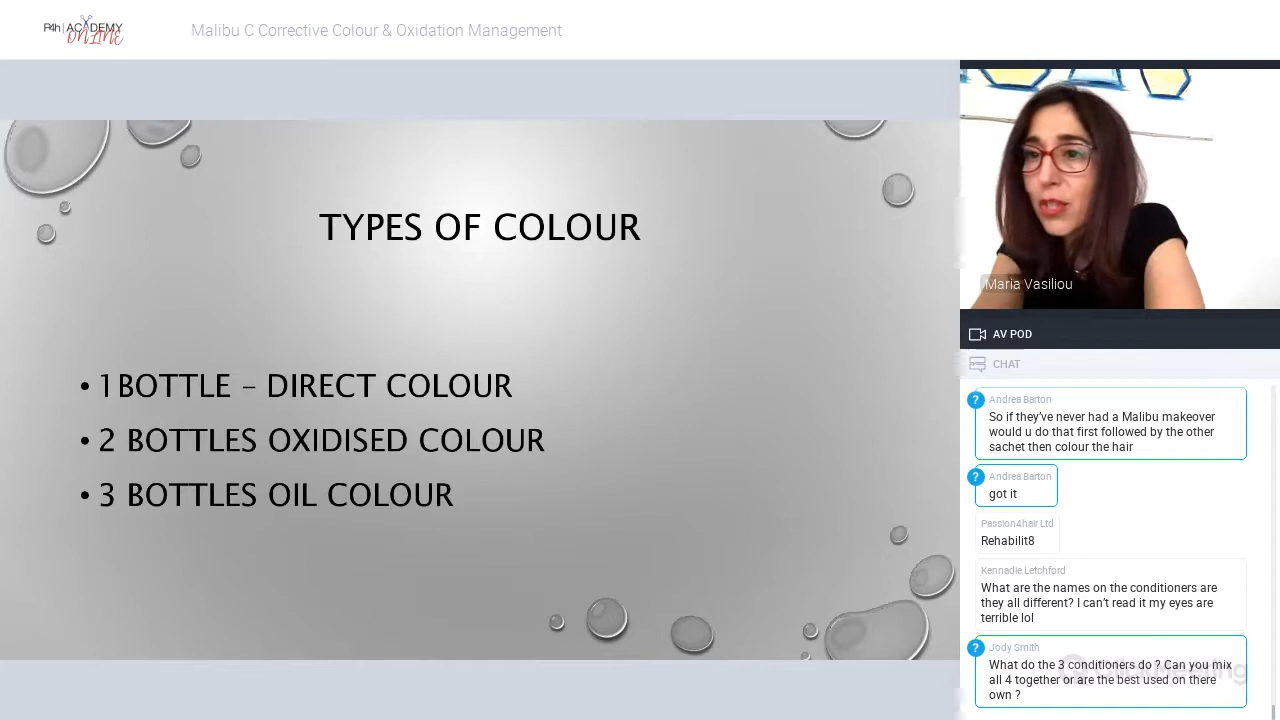 P4h ACADEMY
ONLINE
Malibu C Corrective Colour & Oxidation Management
TYPES OF COLOUR
• 1BOTTLE – DIRECT COLOUR
• 2 BOTTLES OXIDISED COLOUR
• 3 BOTTLES OIL COLOUR
Maria Vasiliou
AV POD
CHAT
? Andrea Barton
So if they've never had a Malibu makeover
would u do that first followed by the other
sachet then colour the hair
? Andrea Barton
got it
Passion4hair Ltd
Rehabilit8
Kennadie Letchford
What are the names on the conditioners are
they all different? I can't read it my eyes are
terrible lol
? Jody Smith
What do the 3 conditioners do ? Can you mix
all 4 together or are the best used on there
own ?
ClickMeeting